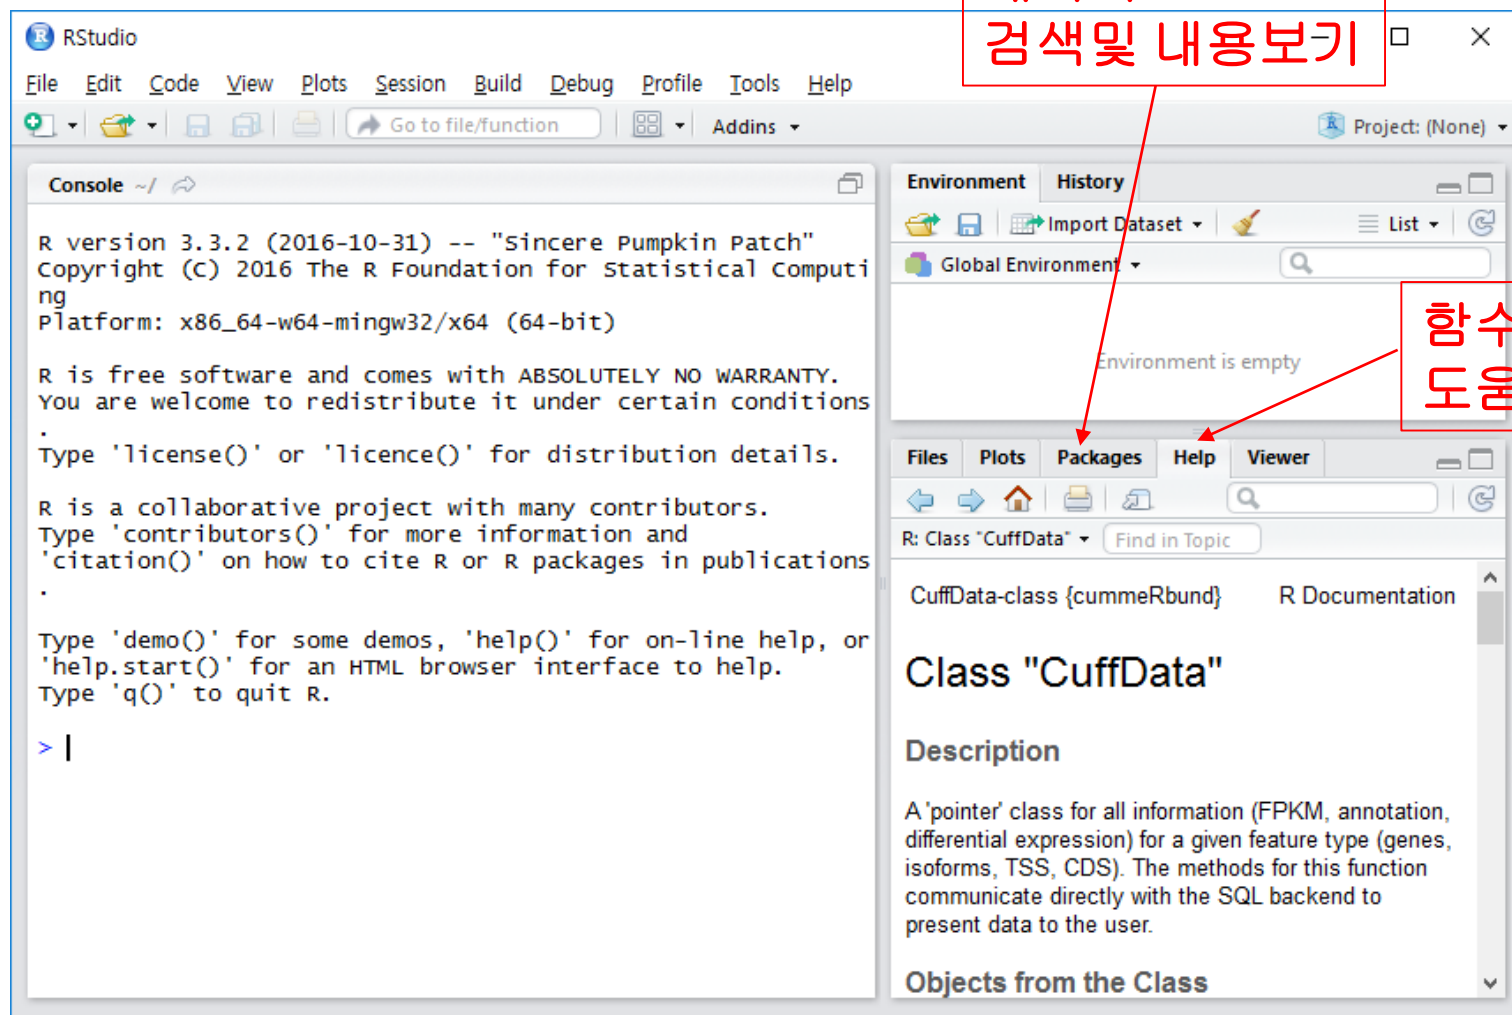 검색및 내용보기
RStudio
File Edit Code View Plots Session Build Debug Profile Tools Help
Go to file/function Addins Project: (None)
Console ~/
R version 3.3.2 (2016-10-31) -- "Sincere Pumpkin Patch"
Copyright (C) 2016 The R Foundation for Statistical Computi
ng
Platform: x86_64-w64-mingw32/x64 (64-bit)
R is free software and comes with ABSOLUTELY NO WARRANTY.
You are welcome to redistribute it under certain conditions
.
Type 'license()' or 'licence()' for distribution details.
R is a collaborative project with many contributors.
Type 'contributors()' for more information and
'citation()' on how to cite R or R packages in publications
.
Type 'demo()' for some demos, 'help()' for on-line help, or
'help.start()' for an HTML browser interface to help.
Type 'q()' to quit R.
>
Environment History
Import Dataset List
Global Environment
Environment is empty
함수
도움
Files Plots Packages Help Viewer
R: Class "CuffData" Find in Topic
CuffData-class {cummeRbund} R Documentation
Class "CuffData"
Description
A 'pointer' class for all information (FPKM, annotation,
differential expression) for a given feature type (genes,
isoforms, TSS, CDS). The methods for this function
communicate directly with the SQL backend to
present data to the user.
Objects from the Class